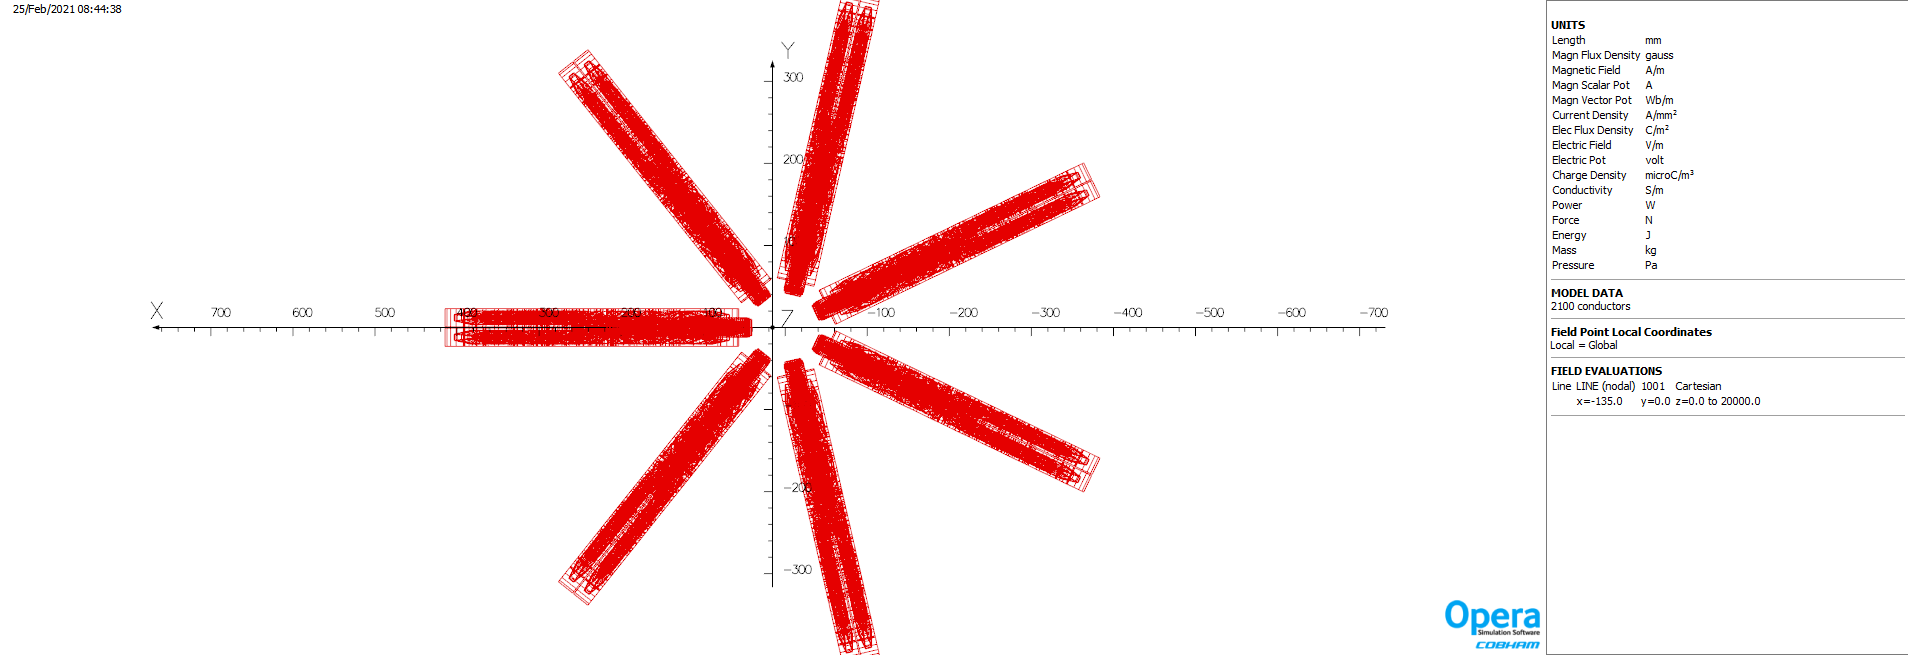 25/Feb/2021 08:44:38
Y
300
200
X
700
600
500
400
300
200
100
Z
-100
-200
-300
-400
-500
-600
-700
-200
-300
UNITS
Length mm
Magn Flux Density gauss
Magnetic Field A/m
Magn Scalar Pot A
Magn Vector Pot Wb/m
Current Density A/mm²
Elec Flux Density C/m²
Electric Field V/m
Electric Pot volt
Charge Density microC/m³
Conductivity S/m
Power W
Force N
Energy J
Mass kg
Pressure Pa
MODEL DATA
2100 conductors
Field Point Local Coordinates
Local = Global
FIELD EVALUATIONS
Line LINE (nodal) 1001 Cartesian
x=-135.0 y=0.0 z=0.0 to 20000.0
Opera
Simulation Software
COBHAM